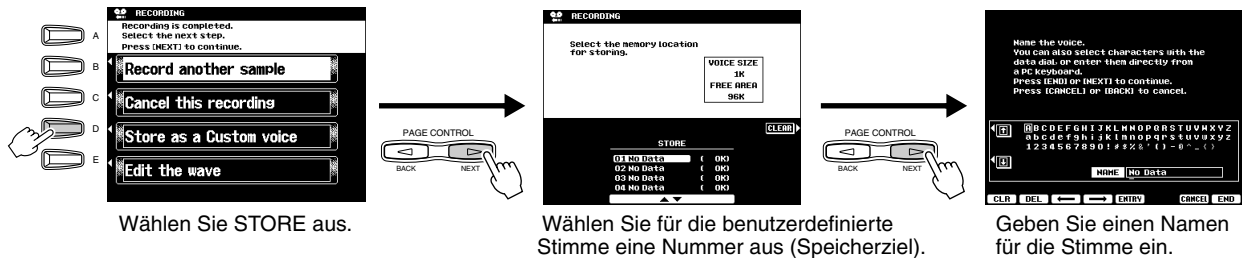 RECORDING
Recording is completed.
Select the next step.
Press [NEXT] to continue.
A
B
C
D
E
Record another sample
Cancel this recording
Store as a Custom voice
Edit the wave
Wählen Sie STORE aus.
PAGE CONTROL
BACK NEXT
RECORDING
Select the memory location
for storing.
VOICE SIZE
1K
FREE AREA
96K
CLEAR
STORE
01 No Data ( 0K)
02 No Data ( 0K)
03 No Data ( 0K)
04 No Data ( 0K)
Wählen Sie für die benutzerdefinierte
Stimme eine Nummer aus (Speicherziel).
PAGE CONTROL
BACK NEXT
Name the voice.
You can also select characters with the
data dial or enter them directly from
a PC keyboard.
Press [END] or [NEXT] to continue.
Press [CANCEL] or [BACK] to cancel.
ABCDEFGHIJKLMNOPQRSTUVWXYZ
abcdefghijklmnopqrstuvwxyz
1234567890!#$%&'()-@^_{}
NAME No Data
CLR DEL ← → ENTRY CANCEL END
Geben Sie einen Namen
für die Stimme ein.